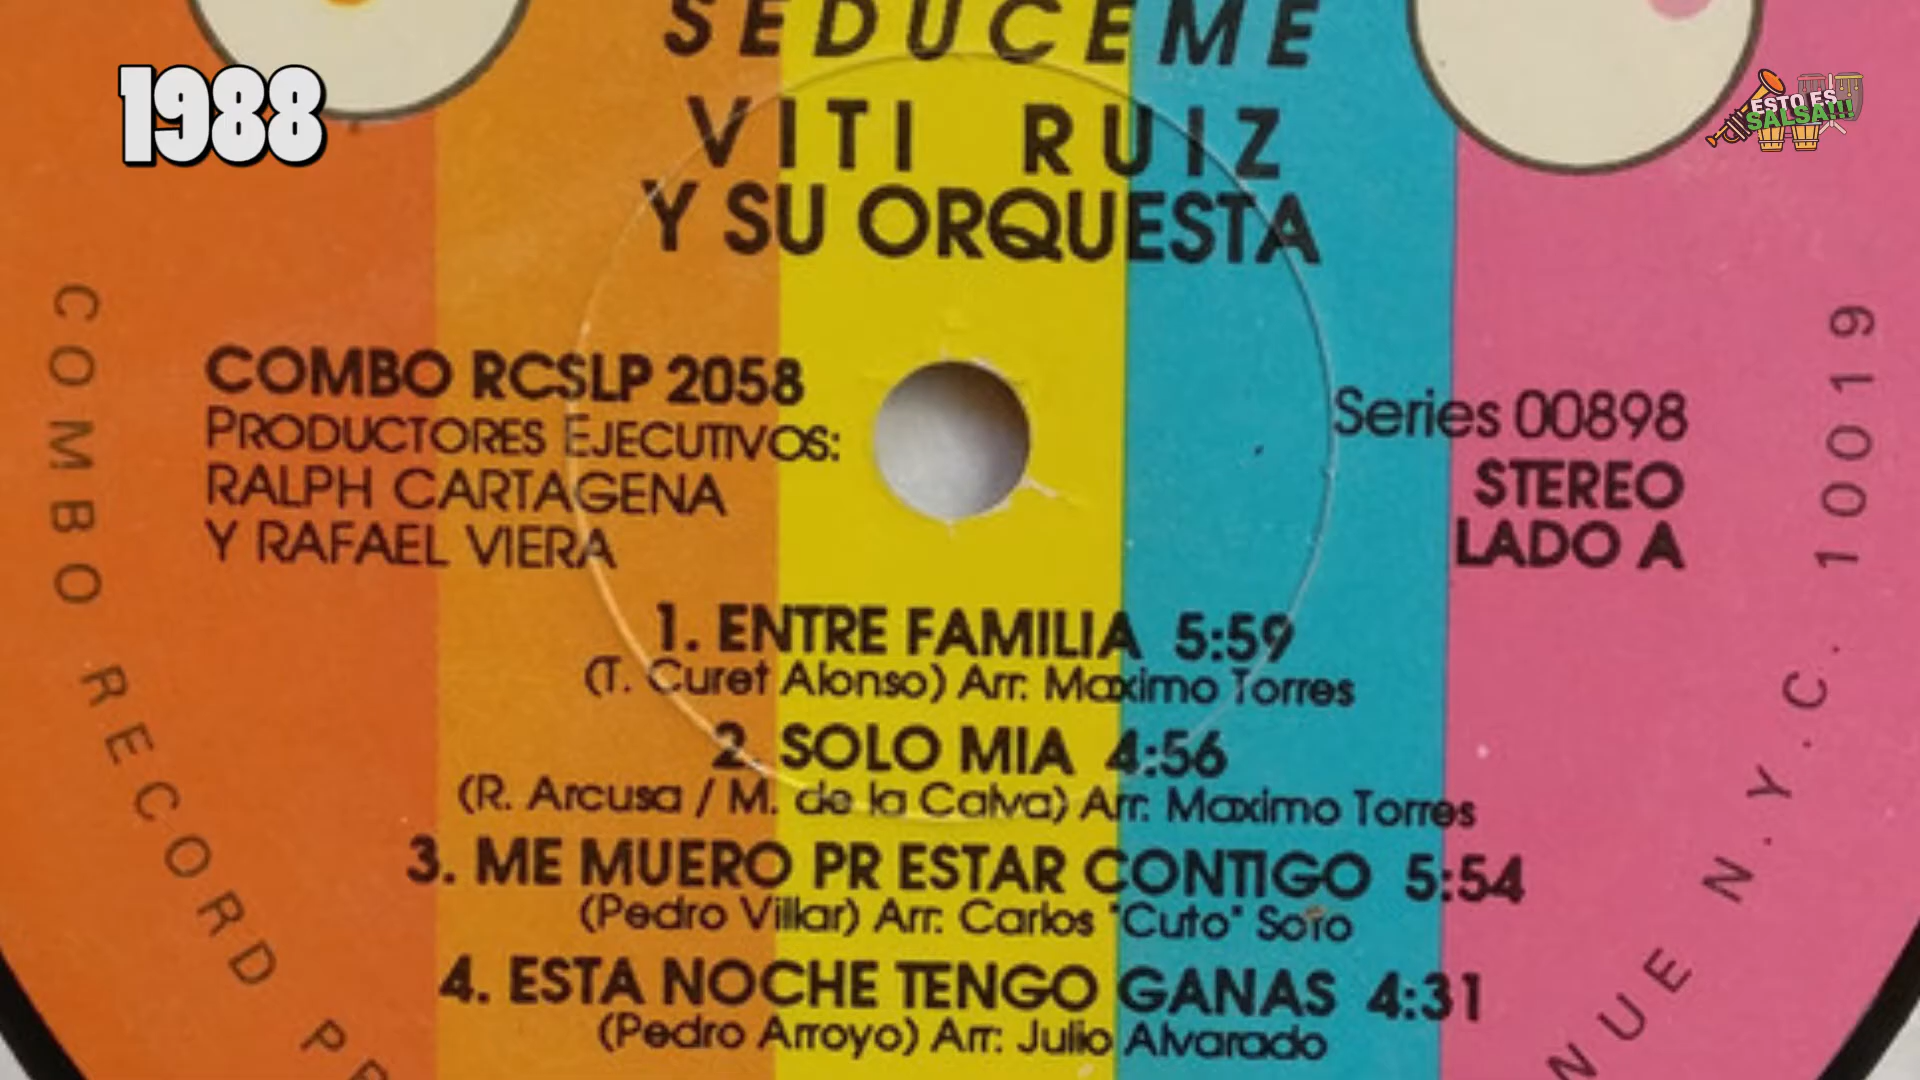 1988
ESTO ES
SALSA!!!
SEDUCEME
VITI RUIZ
Y SU ORQUESTA
COMBO RCSLP 2058
PRODUCTORES EJECUTIVOS:
RALPH CARTAGENA
Y RAFAEL VIERA
Series 00898
STEREO
LADO A
1. ENTRE FAMILIA 5:59
(T. Curet Alonso) Arr: Maximo Torres
2. SOLO MIA 4:56
(R. Arcusa / M. de la Calva) Arr: Maximo Torres
3. ME MUERO PR ESTAR CONTIGO 5:54
(Pedro Villar) Arr: Carlos "Cuto" Soto
4. ESTA NOCHE TENGO GANAS 4:31
(Pedro Arroyo) Arr: Julio Alvarado
COMBO RECORD
N.Y.C. 10019